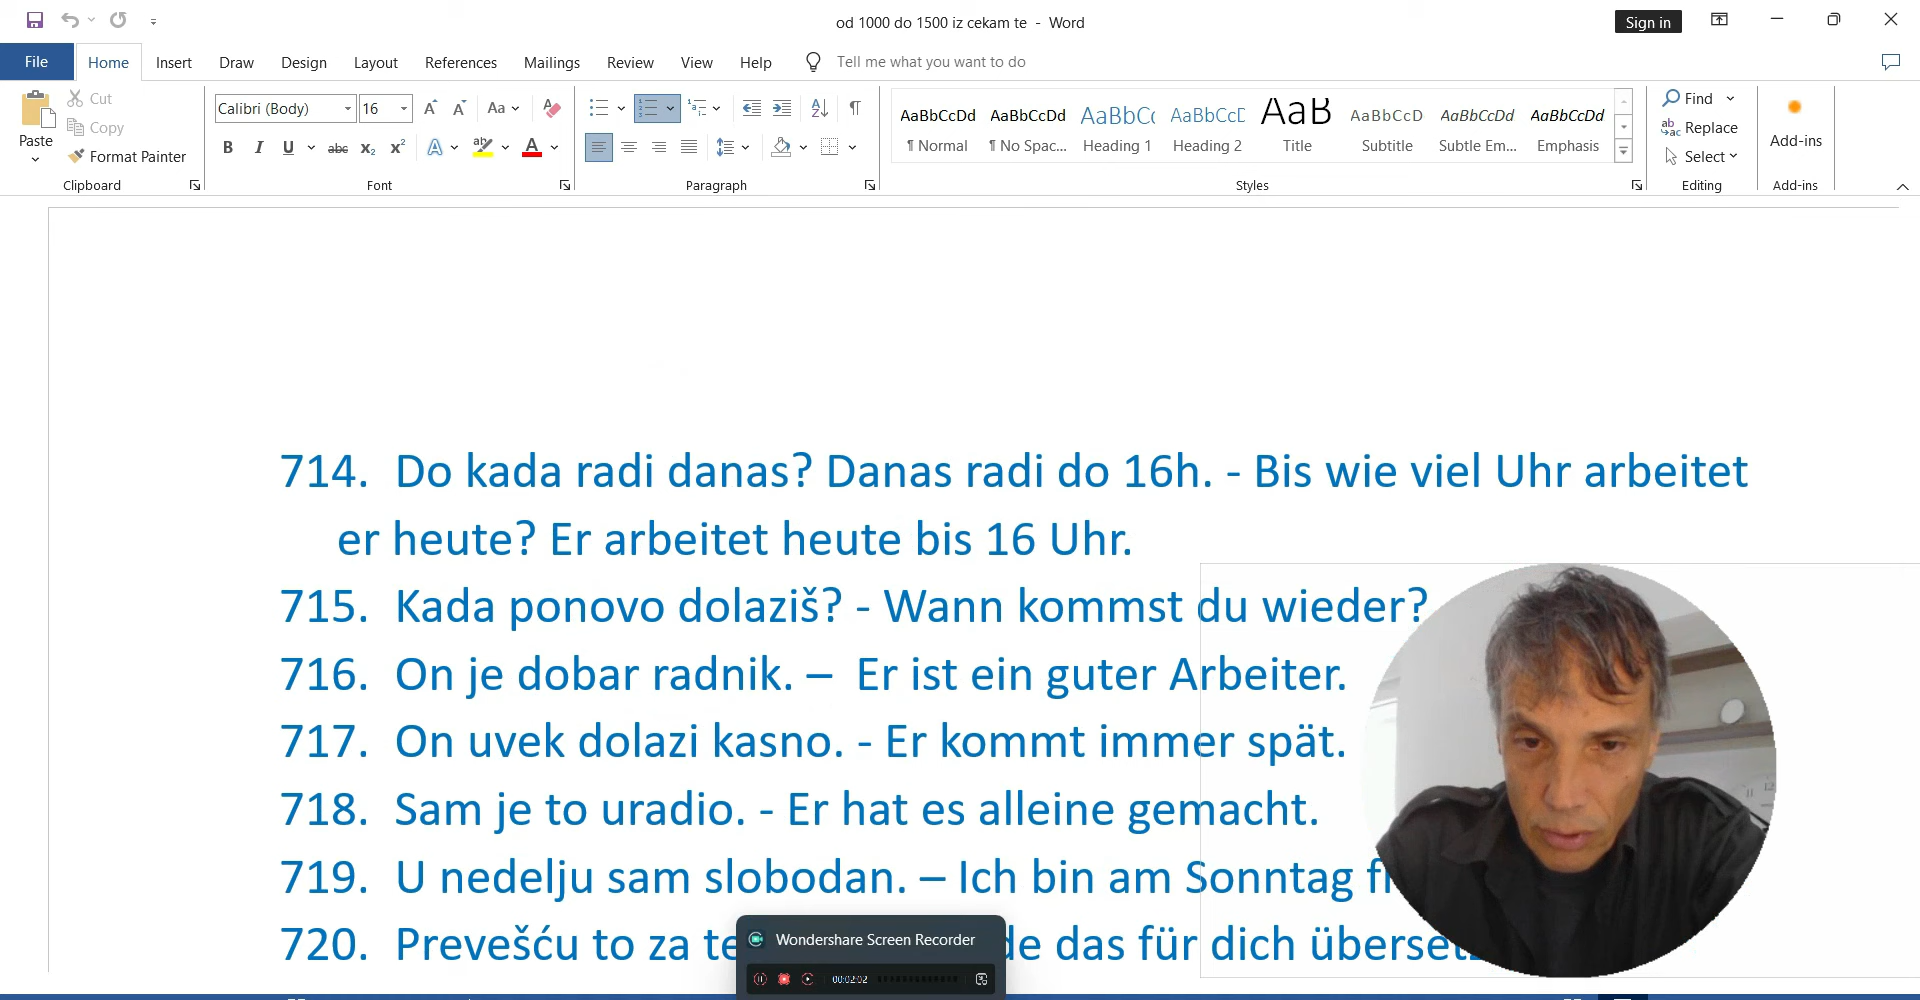 od 1000 do 1500 iz cekam te - Word
Sign in
File Home Insert Draw Design Layout References Mailings Review View Help Tell me what you want to do
Paste
Cut
Copy
Format Painter
Clipboard
Calibri (Body) 16
Font
Paragraph
AaBbCcDd AaBbCcDd AaBbCc AaBbCcD AaB AaBbCcD AaBbCcDd AaBbCcDd
¶ Normal ¶ No Spac... Heading 1 Heading 2 Title Subtitle Subtle Em... Emphasis
Styles
Find
Replace
Select
Editing
Add-ins
Add-ins
714. Do kada radi danas? Danas radi do 16h. - Bis wie viel Uhr arbeitet
er heute? Er arbeitet heute bis 16 Uhr.
715. Kada ponovo dolaziš? - Wann kommst du wieder?
716. On je dobar radnik. – Er ist ein guter Arbeiter.
717. On uvek dolazi kasno. - Er kommt immer spät.
718. Sam je to uradio. - Er hat es alleine gemacht.
719. U nedelju sam slobodan. – Ich bin am Sonntag
720. Prevešću to za das für dich
Wondershare Screen Recorder
00:02:02